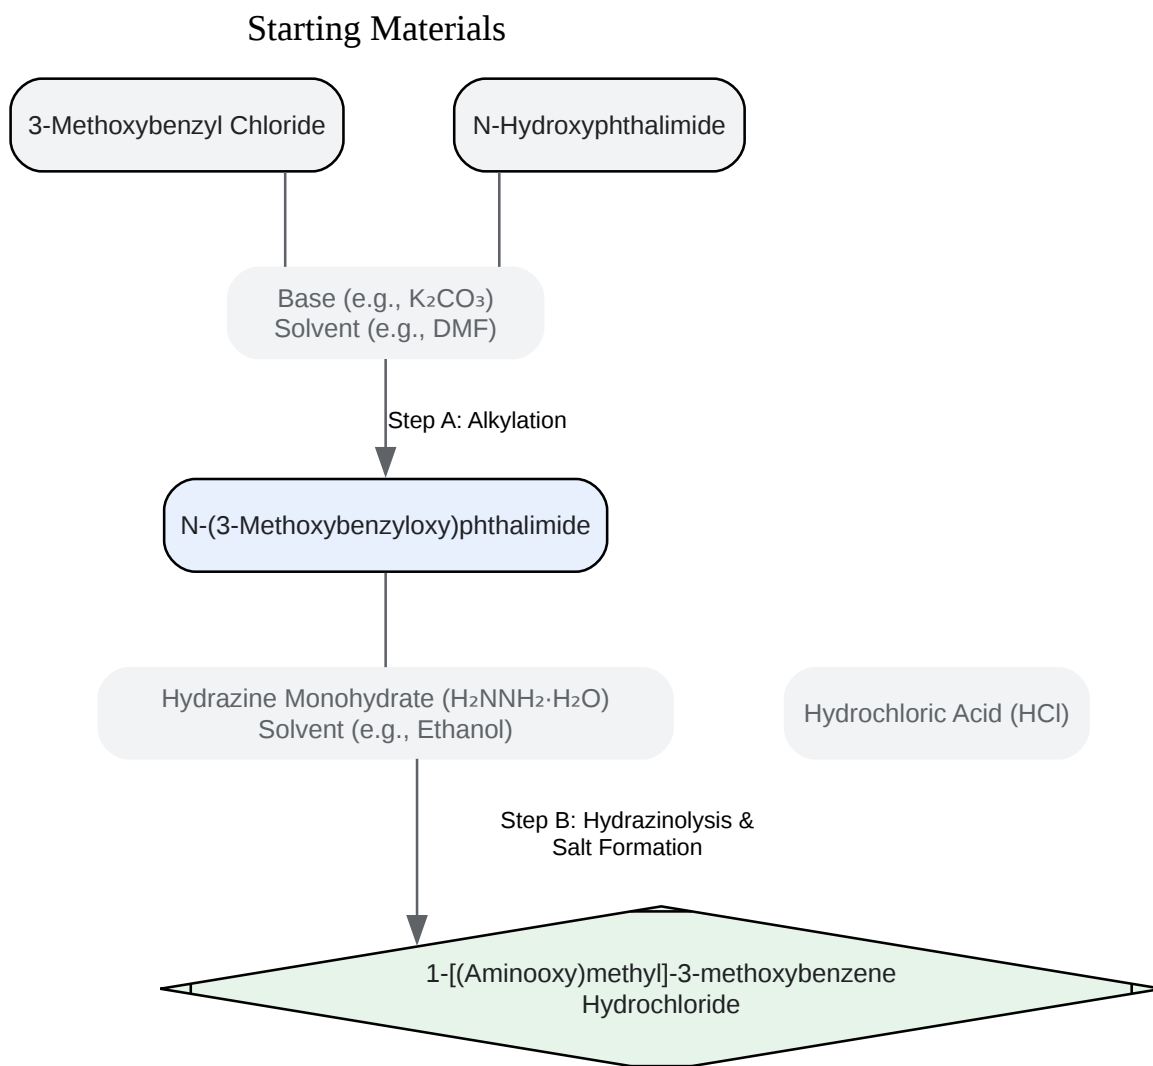 Starting Materials
3-Methoxybenzyl Chloride
N-Hydroxyphthalimide
Base (e.g., K₂CO₃)
Solvent (e.g., DMF)
Step A: Alkylation
N-(3-Methoxybenzyloxy)phthalimide
Hydrazine Monohydrate (H₂NNH₂·H₂O)
Solvent (e.g., Ethanol)
Hydrochloric Acid (HCl)
Step B: Hydrazinolysis &
Salt Formation
1-[(Aminooxy)methyl]-3-methoxybenzene
Hydrochloride